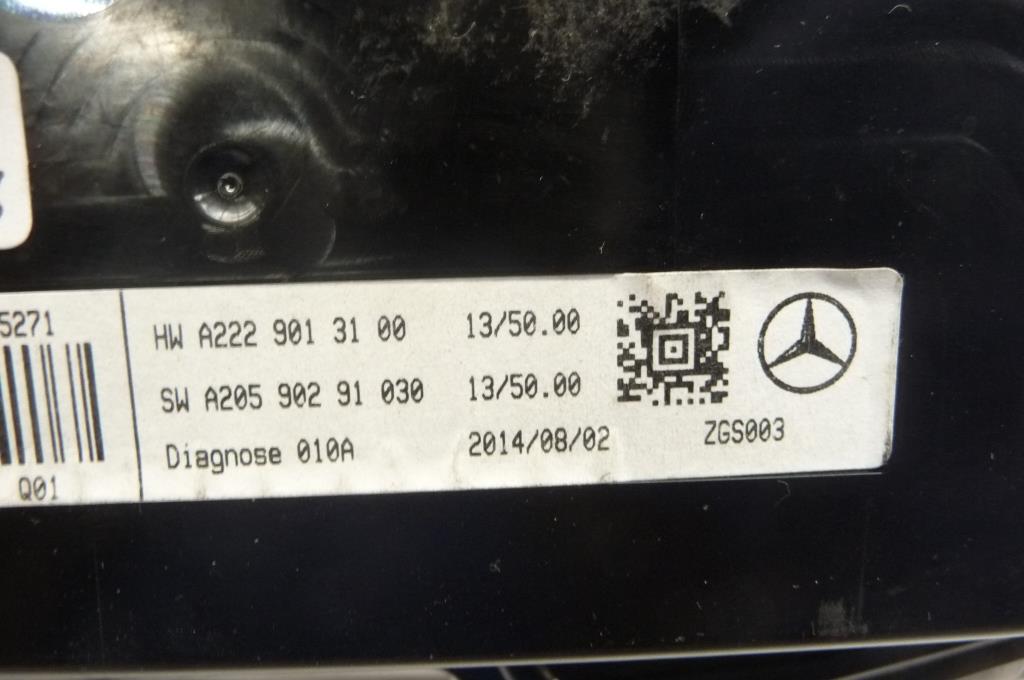 5271
HW A222 901 31 00 13/50.00
SW A205 902 91 030 13/50.00
Diagnose 010A 2014/08/02 ZGS003
Q01